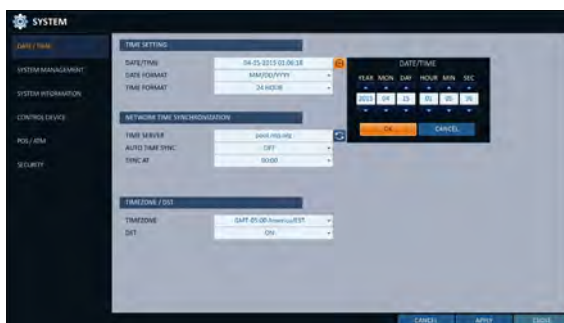 SYSTEM
DATE / TIME
SYSTEM MANAGEMENT
SYSTEM INFORMATION
CONTROL DEVICE
POS / ATM
SECURITY
TIME SETTING
DATE/TIME 04-15-2015 01:06:18
DATE FORMAT MM/DD/YYYY
TIME FORMAT 24 HOUR
NETWORK TIME SYNCHRONIZATION
TIME SERVER pool.ntp.org
AUTO TIME SYNC OFF
SYNC AT 00:00
TIMEZONE / DST
TIMEZONE GMT-05:00 America/EST
DST ON
DATE/TIME
YEAR MON DAY HOUR MIN SEC
2015 04 15 01 05
OK CANCEL
CANCEL APPLY CLOSE